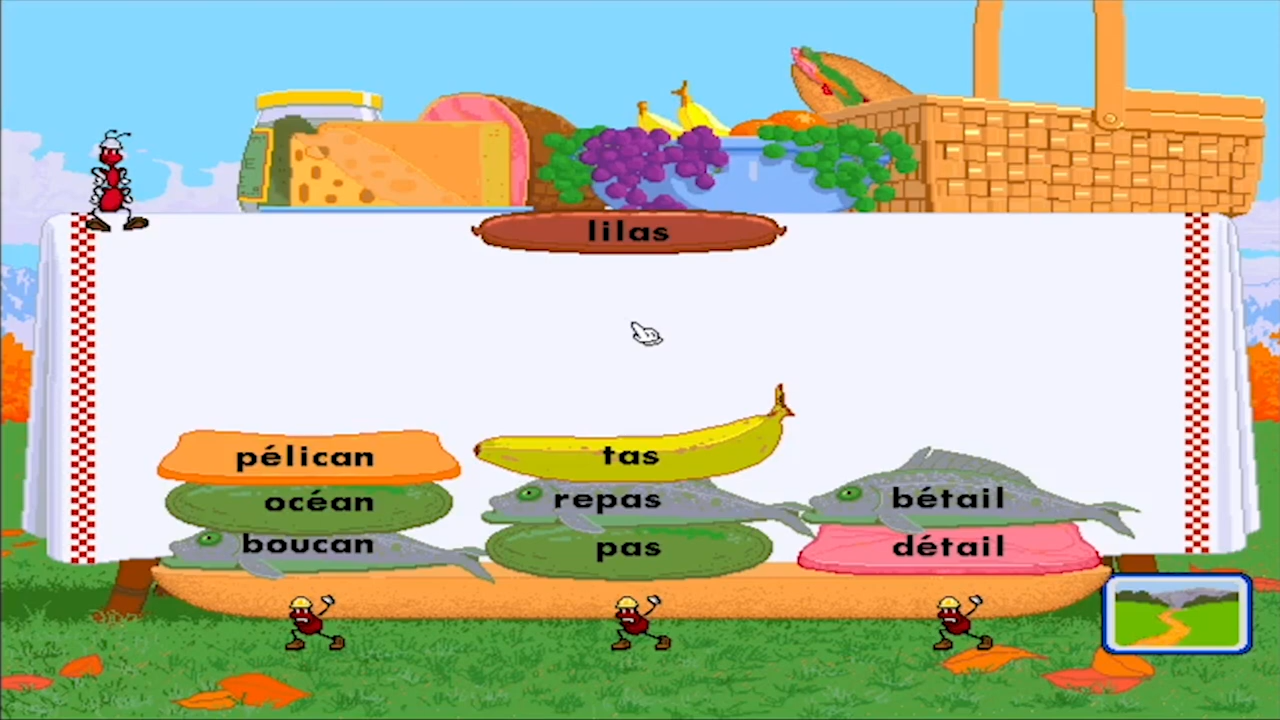 lilas
pélican
océan
boucan
tas
repas
pas
bétail
détail